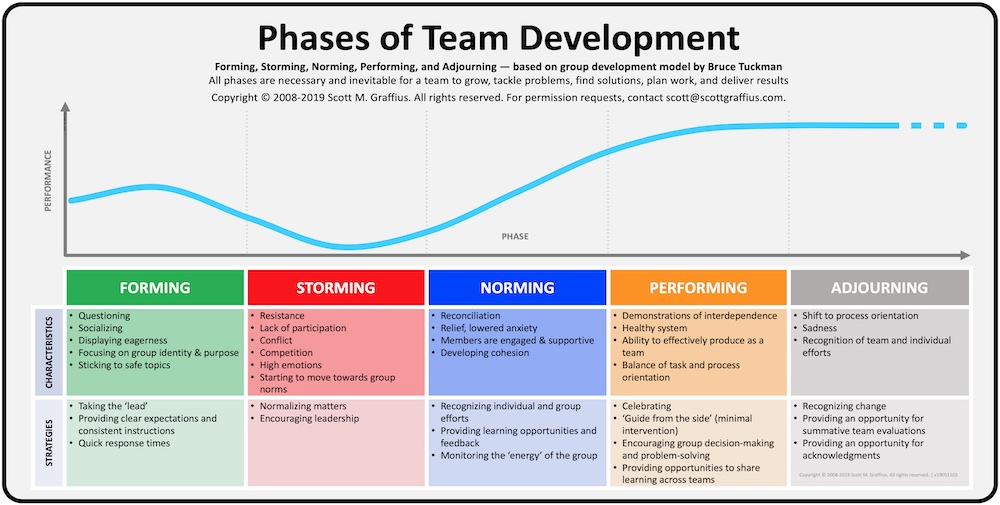 Phases of Team Development
Forming, Storming, Norming, Performing, and Adjourning — based on group development model by Bruce Tuckman
All phases are necessary and inevitable for a team to grow, tackle problems, find solutions, plan work, and deliver results
Copyright © 2008-2019 Scott M. Graffius. All rights reserved. For permission requests, contact scott@scottgraffius.com.
PERFORMANCE
PHASE
FORMING
STORMING
NORMING
PERFORMING
ADJOURNING
CHARACTERISTICS
• Questioning
• Socializing
• Displaying eagerness
• Focusing on group identity & purpose
• Sticking to safe topics
• Resistance
• Lack of participation
• Conflict
• Competition
• High emotions
• Starting to move towards group
norms
• Reconciliation
• Relief, lowered anxiety
• Members are engaged & supportive
• Developing cohesion
• Demonstrations of interdependence
• Healthy system
• Ability to effectively produce as a
team
• Balance of task and process
orientation
• Shift to process orientation
• Sadness
• Recognition of team and individual
efforts
STRATEGIES
• Taking the ‘lead’
• Providing clear expectations and
consistent instructions
• Quick response times
• Normalizing matters
• Encouraging leadership
• Recognizing individual and group
efforts
• Providing learning opportunities and
feedback
• Monitoring the ‘energy’ of the group
• Celebrating
• ‘Guide from the side’ (minimal
intervention)
• Encouraging group decision-making
and problem-solving
• Providing opportunities to share
learning across teams
• Recognizing change
• Providing an opportunity for
summative team evaluations
• Providing an opportunity for
acknowledgments
Copyright © 2008-2019 Scott M. Graffius. All rights reserved. |